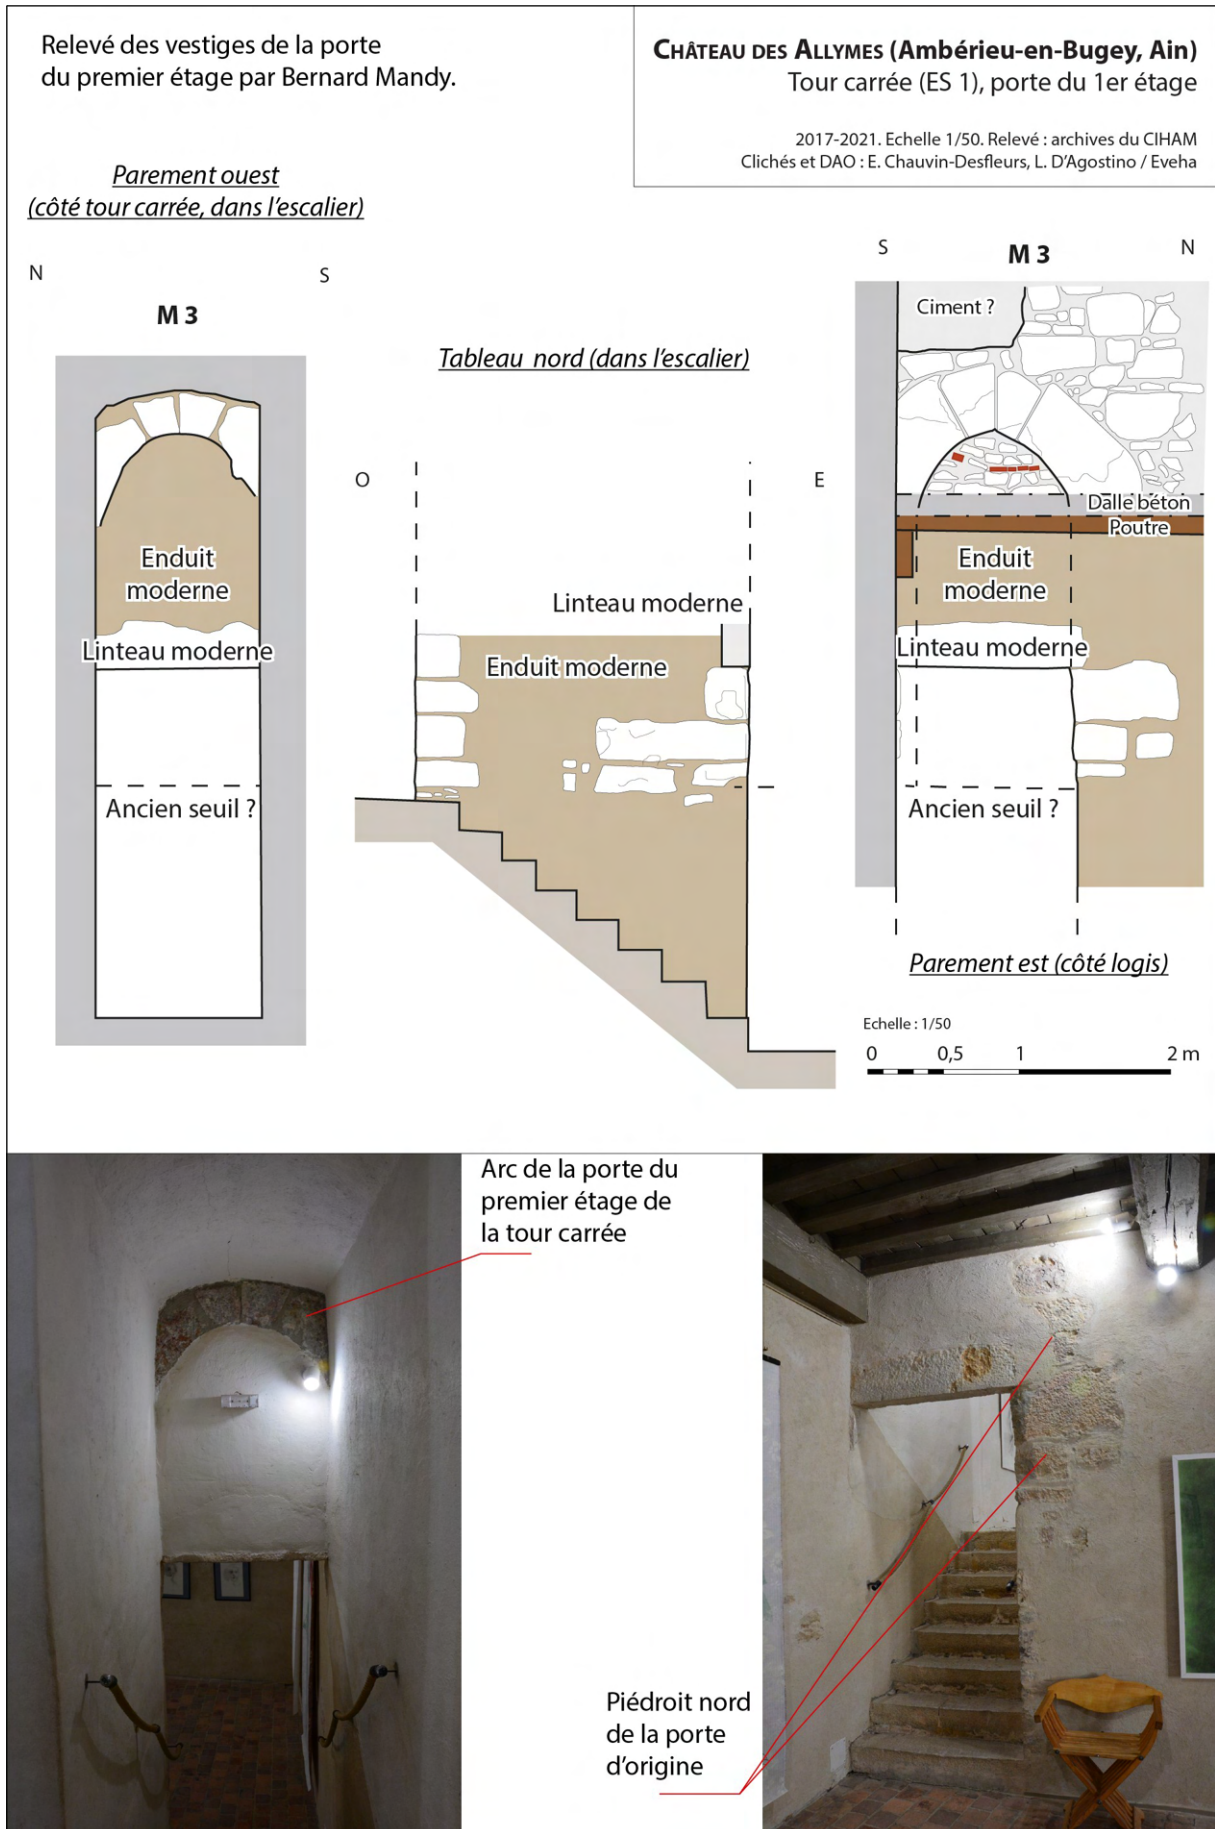 Relevé des vestiges de la porte
du premier étage par Bernard Mandy.
CHÂTEAU DES ALLYMES (Ambérieu-en-Bugey, Ain)
Tour carrée (ES 1), porte du 1er étage
2017-2021. Echelle 1/50. Relevé : archives du CIHAM
Clichés et DAO : E. Chauvin-Desfleurs, L. D'Agostino / Eveha
Parement ouest
(côté tour carrée, dans l'escalier)
N
S
M 3
Enduit
moderne
Linteau moderne
Ancien seuil ?
Tableau nord (dans l'escalier)
O
E
Linteau moderne
Enduit moderne
S
M 3
N
Ciment ?
Dalle béton
Poutre
Enduit
moderne
Linteau moderne
Ancien seuil ?
Parement est (côté logis)
Echelle : 1/50
0 0,5 1 2 m
Arc de la porte du
premier étage de
la tour carrée
Piédroit nord
de la porte
d'origine